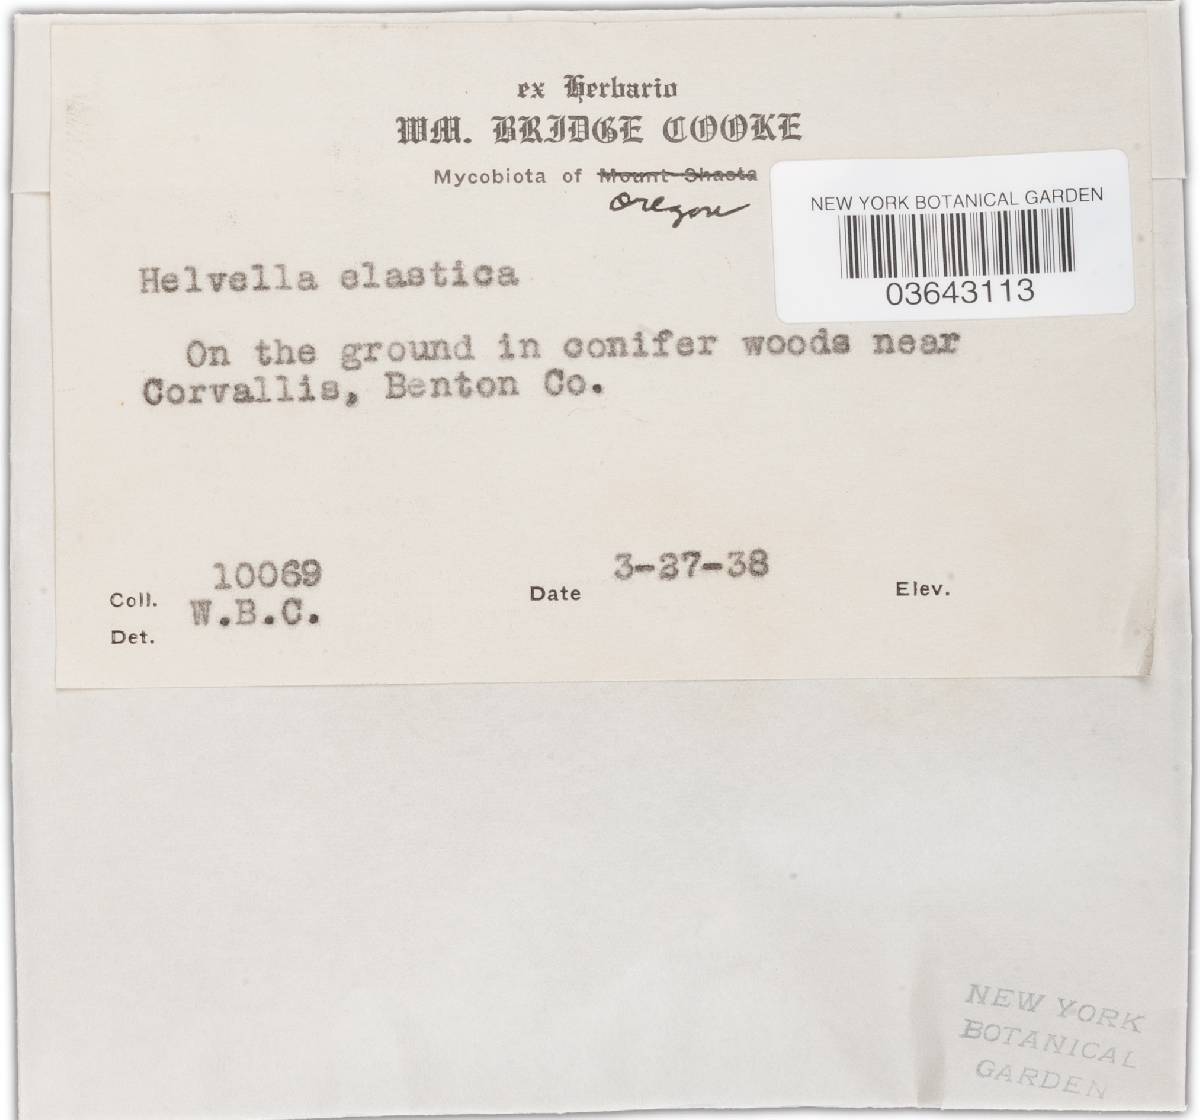 ex Herbario
WM. BRIDGE COOKE
Mycobiota of Mount Shasta
Oregon
NEW YORK BOTANICAL GARDEN
03643113
Helvella elastica
On the ground in conifer woods near
Corvallis, Benton Co.
Coll. 10069
Date 3-27-38
Elev.
Det. W.B.C.
NEW YORK
BOTANICAL
GARDEN